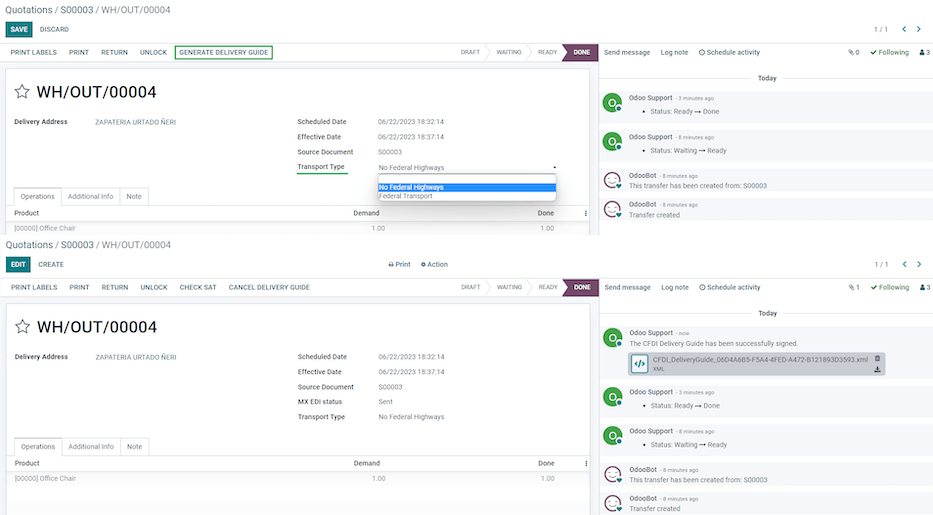 Quotations / S00003 / WH/OUT/00004
SAVE DISCARD 1 / 1
PRINT LABELS PRINT RETURN UNLOCK GENERATE DELIVERY GUIDE DRAFT WAITING READY DONE Send message Log note Schedule activity 0 Following 3
Today
WH/OUT/00004
Delivery Address ZAPATERIA URTADO ÑERI
Scheduled Date 06/22/2023 18:32:14
Effective Date 06/22/2023 18:37:14
Source Document S00003
Transport Type No Federal Highways
No Federal Highways
Federal Transport
Operations Additional Info Note
Product Demand Done
[00000] Office Chair 1.00 1.00
O Odoo Support - 3 minutes ago
• Status: Ready → Done
O Odoo Support - 8 minutes ago
• Status: Waiting → Ready
OdooBot - 8 minutes ago
This transfer has been created from: S00003
OdooBot - 8 minutes ago
Transfer created
Quotations / S00003 / WH/OUT/00004
EDIT CREATE Print Action 1 / 1
PRINT LABELS PRINT RETURN UNLOCK CHECK SAT CANCEL DELIVERY GUIDE DRAFT WAITING READY DONE Send message Log note Schedule activity 1 Following 3
Today
WH/OUT/00004
Delivery Address ZAPATERIA URTADO ÑERI
Scheduled Date 06/22/2023 18:32:14
Effective Date 06/22/2023 18:37:14
Source Document S00003
MX EDI status Sent
Transport Type No Federal Highways
Operations Additional Info Note
Product Demand Done
[00000] Office Chair 1.00 1.00
O Odoo Support - now
The CFDI Delivery Guide has been successfully signed.
CFDI_DeliveryGuide_06D4A6B5-F5A4-4FED-A472-B121893D3593.xml
XML
O Odoo Support - 3 minutes ago
• Status: Ready → Done
O Odoo Support - 8 minutes ago
• Status: Waiting → Ready
OdooBot - 8 minutes ago
This transfer has been created from: S00003
OdooBot - 8 minutes ago
Transfer created